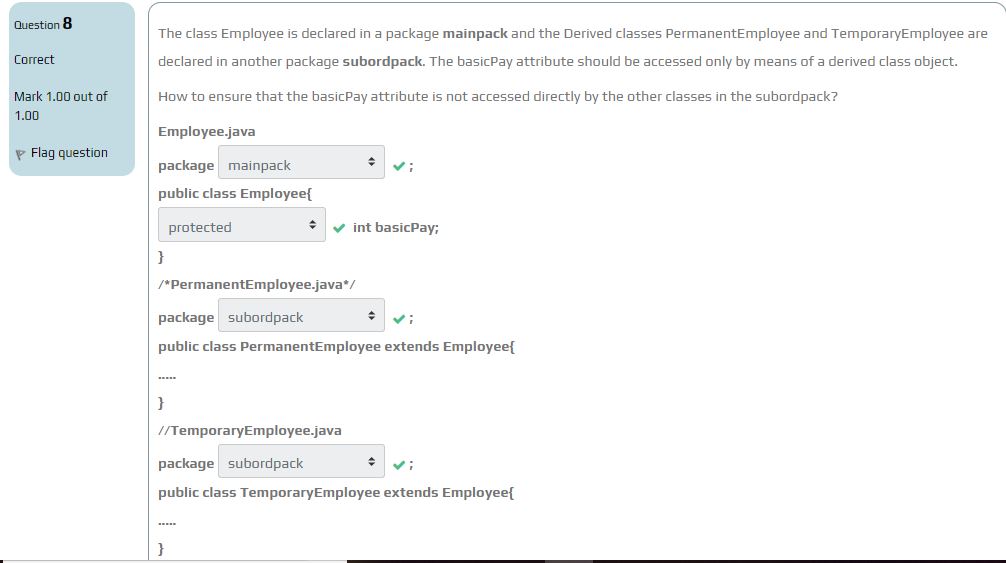 Question 8
Correct
Mark 1.00 out of
1.00
Flag question
The class Employee is declared in a package mainpack and the Derived classes PermanentEmployee and TemporaryEmployee are
declared in another package subordpack. The basicPay attribute should be accessed only by means of a derived class object.
How to ensure that the basicPay attribute is not accessed directly by the other classes in the subordpack?
Employee.java
package mainpack ;
public class Employee{
protected int basicPay;
}
/*PermanentEmployee.java*/
package subordpack ;
public class PermanentEmployee extends Employee{
.....
}
//TemporaryEmployee.java
package subordpack ;
public class TemporaryEmployee extends Employee{
.....
}